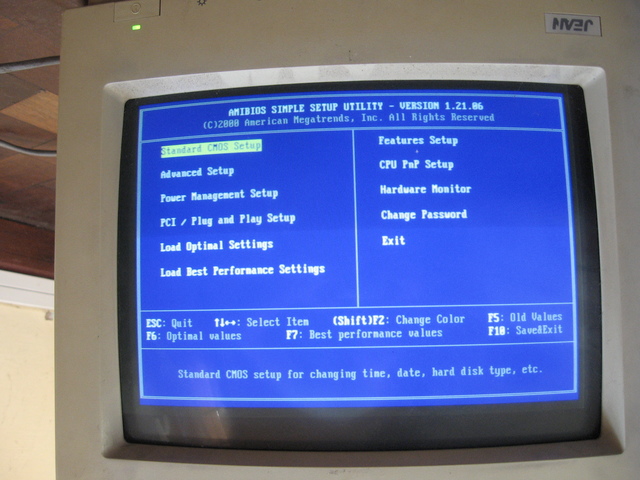 AMIBIOS SIMPLE SETUP UTILITY - VERSION 1.21.06
(C)2000 American Megatrends, Inc. All Rights Reserved
Standard CMOS Setup
Advanced Setup
Power Management Setup
PCI / Plug and Play Setup
Load Optimal Settings
Load Best Performance Settings
Features Setup
CPU PnP Setup
Hardware Monitor
Change Password
Exit
ESC: Quit ↑↓←→: Select Item (Shift)F2: Change Color F5: Old Values
F6: Optimal values F7: Best performance values F10: Save&Exit
Standard CMOS setup for changing time, date, hard disk type, etc.